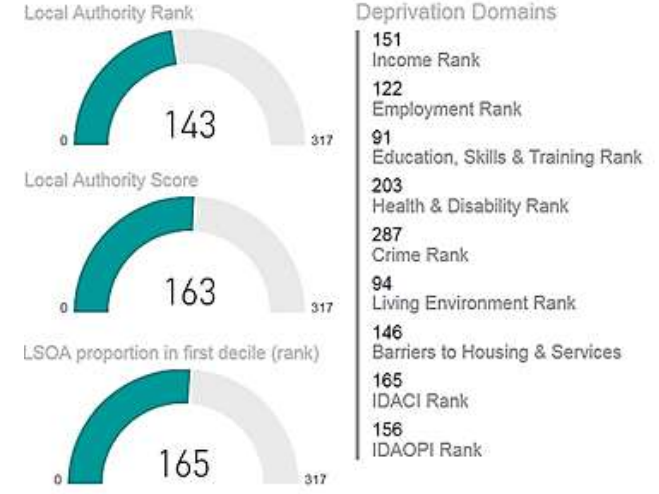 Local Authority Rank
143
0
317
Local Authority Score
163
0
317
LSOA proportion in first decile (rank)
165
0
317
Deprivation Domains
151
Income Rank
122
Employment Rank
91
Education, Skills & Training Rank
203
Health & Disability Rank
287
Crime Rank
94
Living Environment Rank
146
Barriers to Housing & Services
165
IDACI Rank
156
IDAOPI Rank